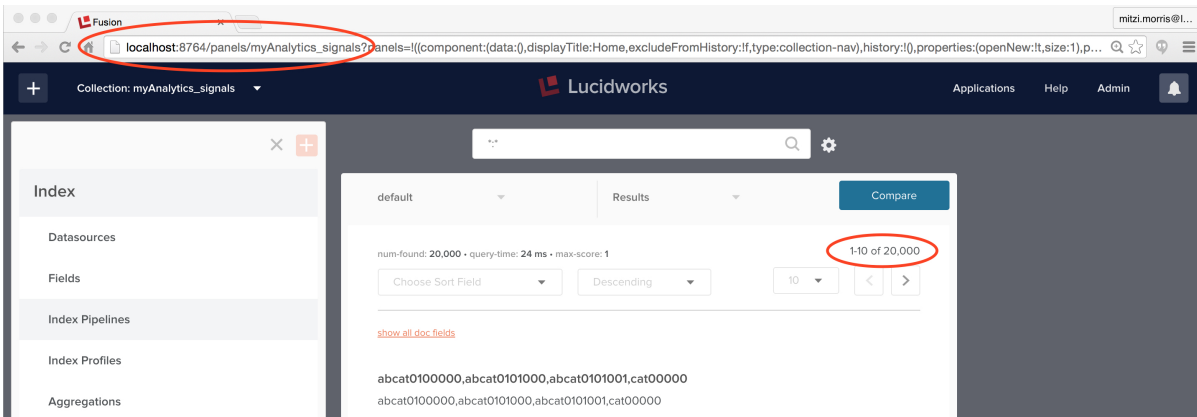 Fusion
mitzi.morris@l...
localhost:8764/panels/myAnalytics_signals?panels=!((component:(data:(),displayTitle:Home,excludeFromHistory:!f,type:collection-nav),history:!(),properties:(openNew:!t,size:1),p...
Collection: myAnalytics_signals
Lucidworks
Applications Help Admin
*:*
Index
default Results Compare
Datasources
num-found: 20,000 • query-time: 24 ms • max-score: 1
1-10 of 20,000
Fields
Choose Sort Field Descending 10
Index Pipelines
show all doc fields
Index Profiles
abcat0100000,abcat0101000,abcat0101001,cat00000
Aggregations
abcat0100000,abcat0101000,abcat0101001,cat00000